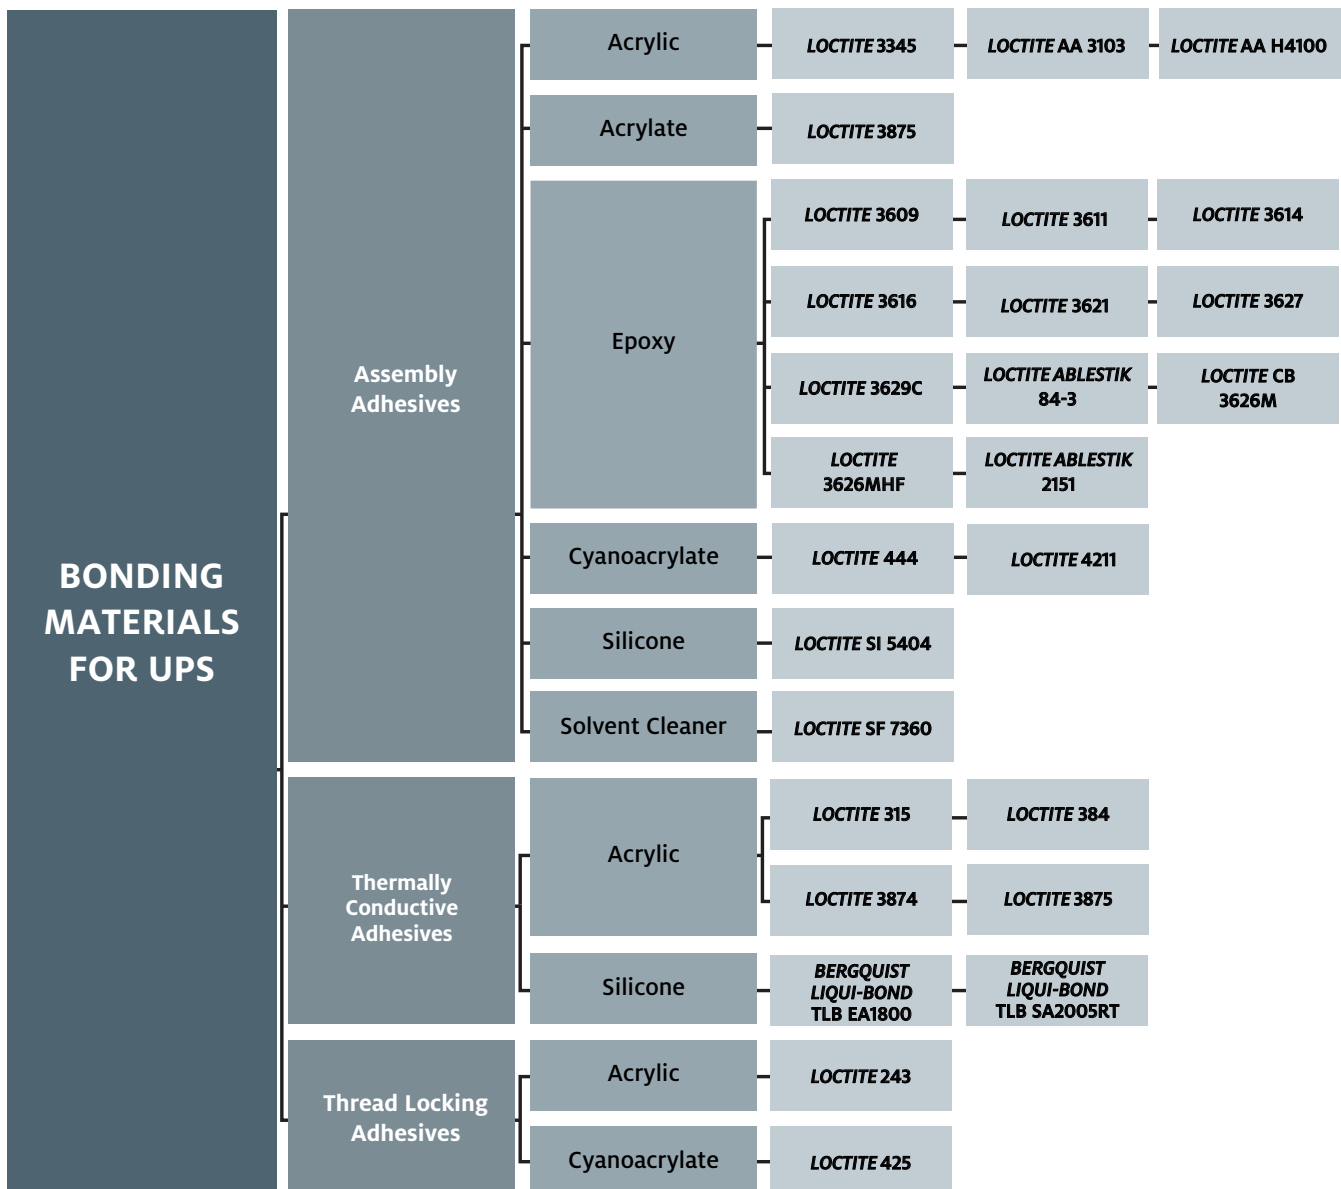 BONDING
MATERIALS
FOR UPS
Assembly
Adhesives
Acrylic
LOCTITE 3345
LOCTITE AA 3103
LOCTITE AA H4100
Acrylate
LOCTITE 3875
Epoxy
LOCTITE 3609
LOCTITE 3611
LOCTITE 3614
LOCTITE 3616
LOCTITE 3621
LOCTITE 3627
LOCTITE 3629C
LOCTITE ABLESTIK
84-3
LOCTITE CB
3626M
LOCTITE
3626MHF
LOCTITE ABLESTIK
2151
Cyanoacrylate
LOCTITE 444
LOCTITE 4211
Silicone
LOCTITE SI 5404
Solvent Cleaner
LOCTITE SF 7360
Thermally
Conductive
Adhesives
Acrylic
LOCTITE 315
LOCTITE 384
LOCTITE 3874
LOCTITE 3875
Silicone
BERGQUIST
LIQUI-BOND
TLB EA1800
BERGQUIST
LIQUI-BOND
TLB SA2005RT
Thread Locking
Adhesives
Acrylic
LOCTITE 243
Cyanoacrylate
LOCTITE 425